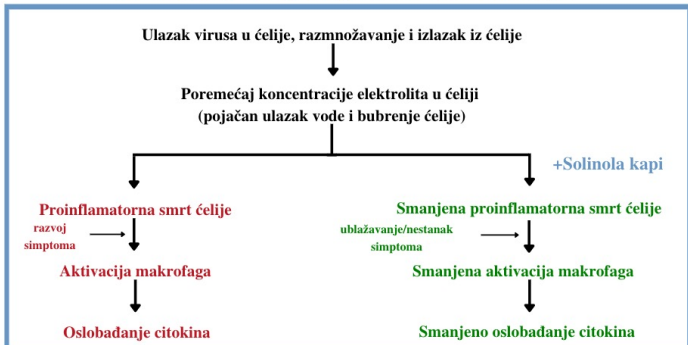 Ulazak virusa u ćelije, razmnožavanje i izlazak iz ćelije
Poremećaj koncentracije elektrolita u ćeliji
(pojačan ulazak vode i bubrenje ćelije)
+Solinola kapi
Proinflamatorna smrt ćelije
Smanjena proinflamatorna smrt ćelije
razvoj
simptoma
ublažavanje/nestanak
simptoma
Aktivacija makrofaga
Smanjena aktivacija makrofaga
Oslobađanje citokina
Smanjeno oslobađanje citokina